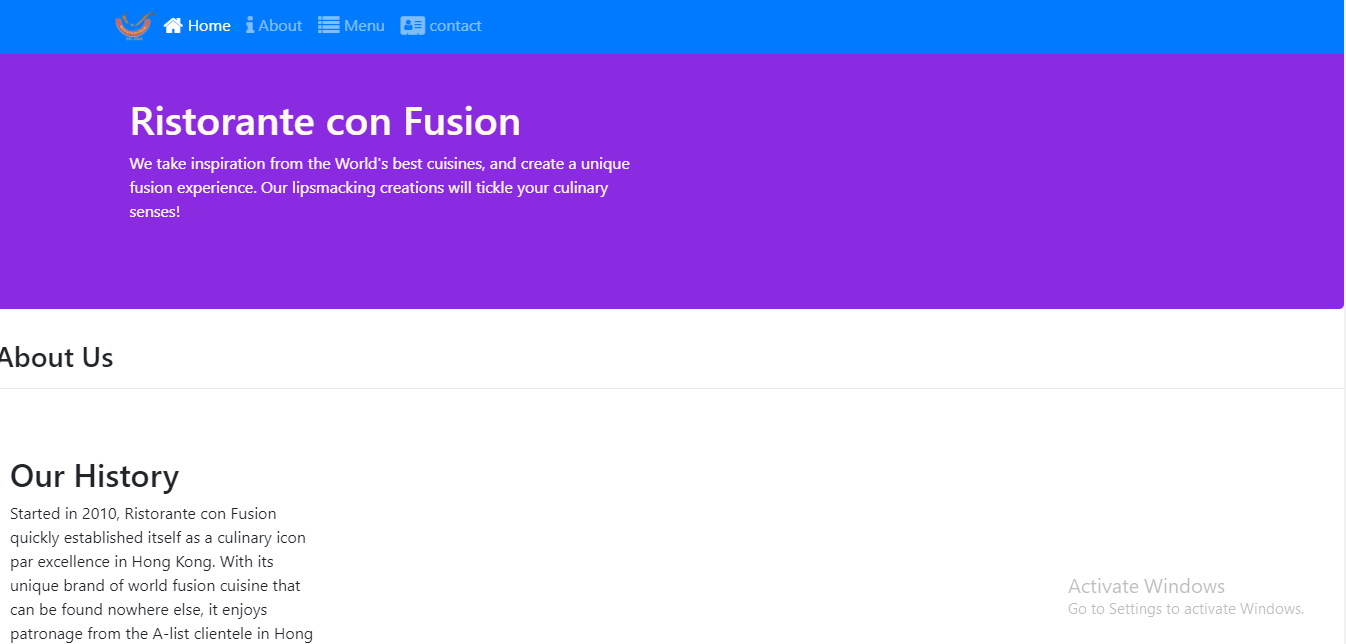 Home About Menu contact
Ristorante con Fusion
We take inspiration from the World's best cuisines, and create a unique
fusion experience. Our lipsmacking creations will tickle your culinary
senses!
About Us
Our History
Started in 2010, Ristorante con Fusion
quickly established itself as a culinary icon
par excellence in Hong Kong. With its
unique brand of world fusion cuisine that
can be found nowhere else, it enjoys
patronage from the A-list clientele in Hong
Activate Windows
Go to Settings to activate Windows.